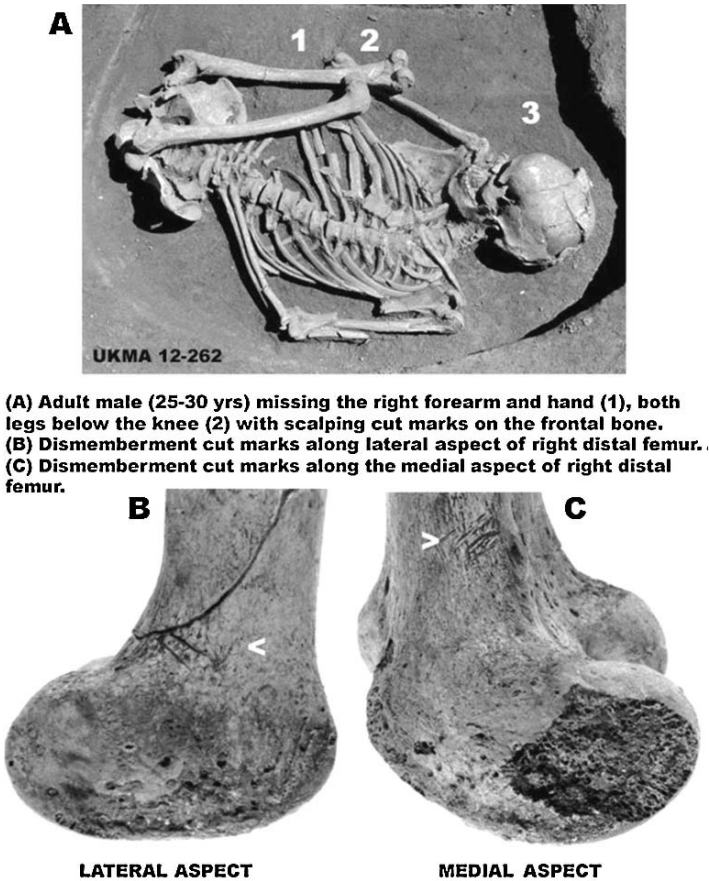 A
1 2
3
UKMA 12-262
(A) Adult male (25-30 yrs) missing the right forearm and hand (1), both
legs below the knee (2) with scalping cut marks on the frontal bone.
(B) Dismemberment cut marks along lateral aspect of right distal femur. .
(C) Dismemberment cut marks along the medial aspect of right distal
femur.
B C
> 
<
LATERAL ASPECT MEDIAL ASPECT